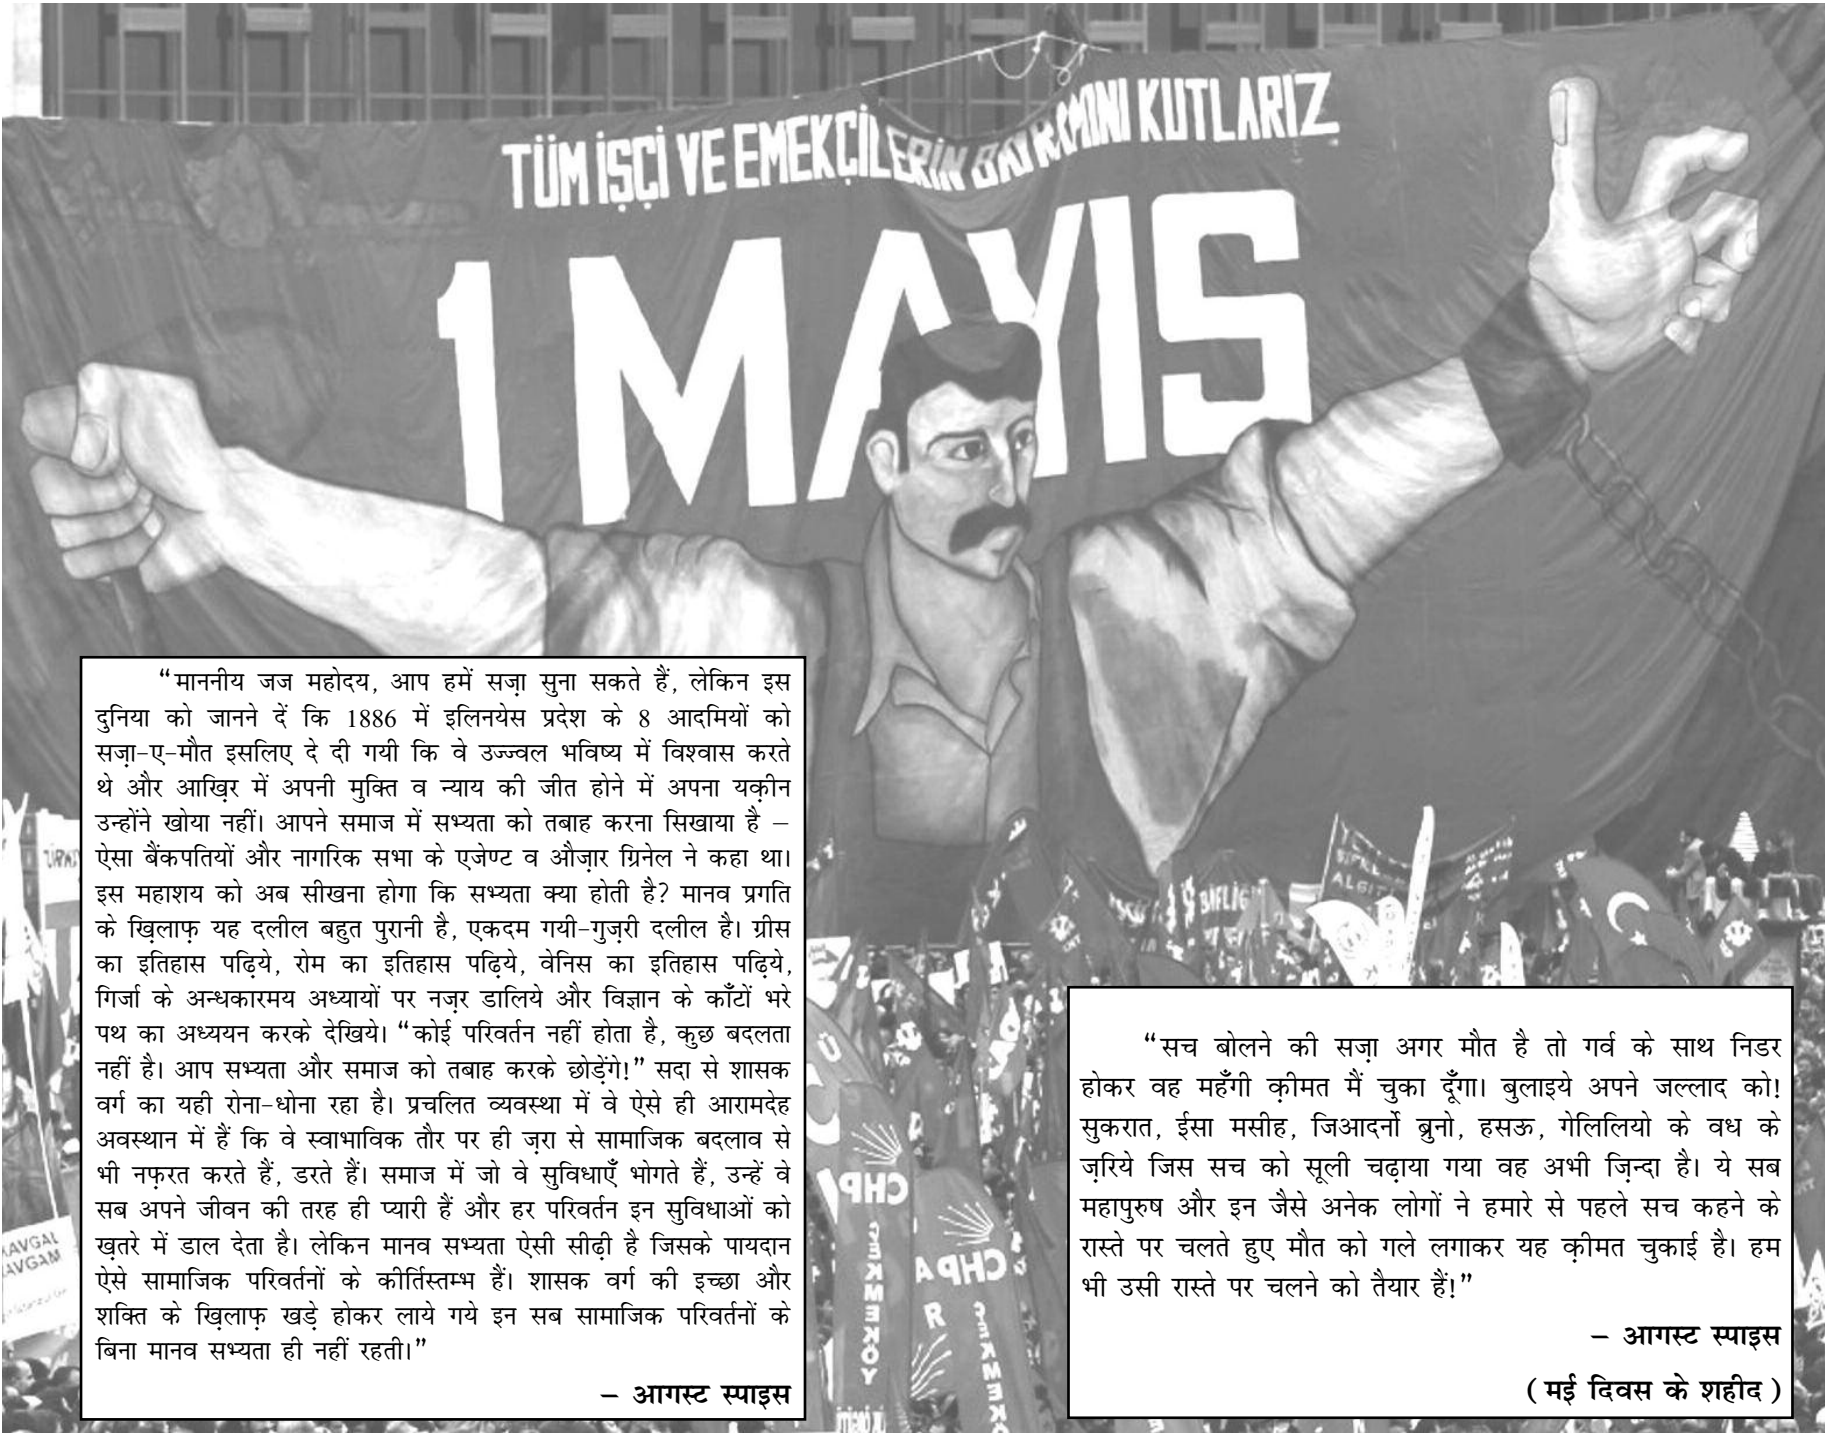 TÜM İŞÇİ VE EMEKÇİLERİN BAYRAMINI KUTLARIZ
1 MAYIS
“माननीय जज महोदय, आप हमें सज़ा सुना सकते हैं, लेकिन इस
दुनिया को जानने दें कि 1886 में इलिनयेस प्रदेश के 8 आदमियों को
सज़ा-ए-मौत इसलिए दे दी गयी कि वे उज्ज्वल भविष्य में विश्वास करते
थे और आख़िर में अपनी मुक्ति व न्याय की जीत होने में अपना यक़ीन
उन्होंने खोया नहीं। आपने समाज में सभ्यता को तबाह करना सिखाया है –
ऐसा बैंकपतियों और नागरिक सभा के एजेण्ट व औज़ार ग्रिनेल ने कहा था।
इस महाशय को अब सीखना होगा कि सभ्यता क्या होती है? मानव प्रगति
के ख़िलाफ़ यह दलील बहुत पुरानी है, एकदम गयी-गुज़री दलील है। ग्रीस
का इतिहास पढ़िये, रोम का इतिहास पढ़िये, वेनिस का इतिहास पढ़िये,
गिर्जा के अन्धकारमय अध्यायों पर नज़र डालिये और विज्ञान के काँटों भरे
पथ का अध्ययन करके देखिये। “कोई परिवर्तन नहीं होता है, कुछ बदलता
नहीं है। आप सभ्यता और समाज को तबाह करके छोड़ेंगे!” सदा से शासक
वर्ग का यही रोना-धोना रहा है। प्रचलित व्यवस्था में वे ऐसे ही आरामदेह
अवस्थान में हैं कि वे स्वाभाविक तौर पर ही ज़रा से सामाजिक बदलाव से
भी नफ़रत करते हैं, डरते हैं। समाज में जो वे सुविधाएँ भोगते हैं, उन्हें वे
सब अपने जीवन की तरह ही प्यारी हैं और हर परिवर्तन इन सुविधाओं को
ख़तरे में डाल देता है। लेकिन मानव सभ्यता ऐसी सीढ़ी है जिसके पायदान
ऐसे सामाजिक परिवर्तनों के कीर्तिस्तम्भ हैं। शासक वर्ग की इच्छा और
शक्ति के ख़िलाफ़ खड़े होकर लाये गये इन सब सामाजिक परिवर्तनों के
बिना मानव सभ्यता ही नहीं रहती।”
– आगस्ट स्पाइस
“सच बोलने की सज़ा अगर मौत है तो गर्व के साथ निडर
होकर वह महँगी क़ीमत मैं चुका दूँगा। बुलाइये अपने जल्लाद को!
सुकरात, ईसा मसीह, जिआदर्नो ब्रुनो, हसऊ, गेलिलियो के वध के
ज़रिये जिस सच को सूली चढ़ाया गया वह अभी ज़िन्दा है। ये सब
महापुरुष और इन जैसे अनेक लोगों ने हमारे से पहले सच कहने के
रास्ते पर चलते हुए मौत को गले लगाकर यह क़ीमत चुकाई है। हम
भी उसी रास्ते पर चलने को तैयार हैं!”
– आगस्ट स्पाइस
(मई दिवस के शहीद)
CHP
CHP